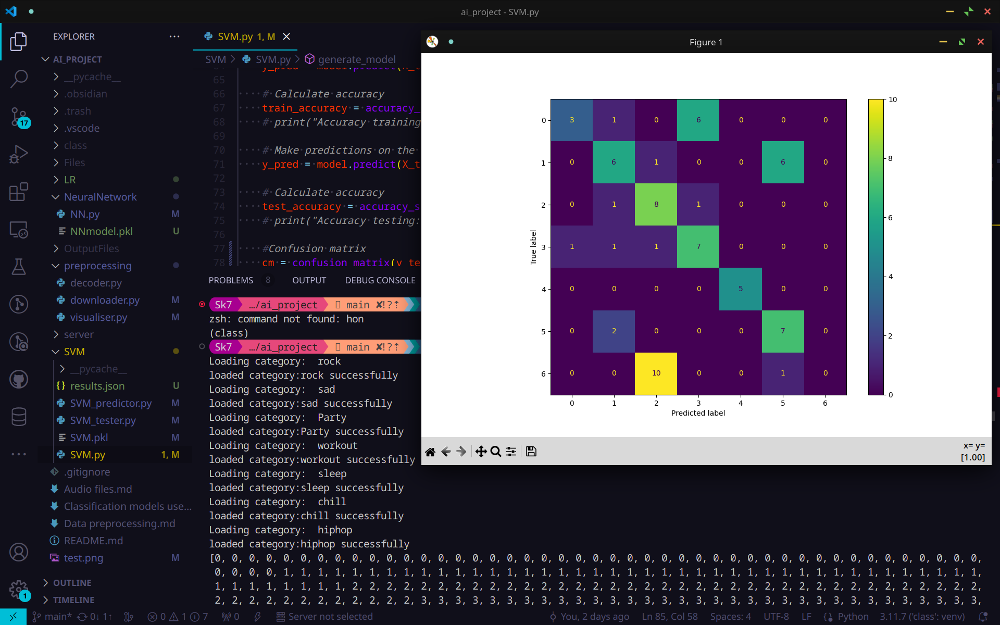 ai_project - SVM.py
EXPLORER
SVM.py 1, M
AI_PROJECT
__pycache__
.obsidian
.trash
17
.vscode
class
Files
LR
NeuralNetwork
NN.py M
NNmodel.pkl U
OutputFiles
preprocessing
decoder.py
downloader.py M
visualiser.py M
server
SVM
__pycache__
results.json U
SVM_predictor.py M
SVM_tester.py M
SVM.pkl M
SVM.py 1, M
.gitignore
Audio files.md
Classification models use...
Data preprocessing.md
README.md
test.png M
OUTLINE
1
TIMELINE
SVM > SVM.py > generate_model
65
66 # Calculate accuracy
67 train_accuracy = accuracy_
68 # print("Accuracy training
69
70 # Make predictions on the
71 y_pred = model.predict(X_t
72
73 # Calculate accuracy
74 test_accuracy = accuracy_s
75 # print("Accuracy testing:
76
77 #Confusion matrix
78 cm = confusion_matrix(y_te
PROBLEMS 8 OUTPUT DEBUG CONSOLE
Sk7 …/ai_project main ✘!?⇡
zsh: command not found: hon
(class)
Sk7 …/ai_project main ✘!?⇡
Loading category:  rock
loaded category:rock successfully
Loading category:  sad
loaded category:sad successfully
Loading category:  Party
loaded category:Party successfully
Loading category:  workout
loaded category:workout successfully
Loading category:  sleep
loaded category:sleep successfully
Loading category:  chill
loaded category:chill successfully
Loading category:  hiphop
loaded category:hiphop successfully
[0, 0, 0, 0, 0, 0, 0, 0, 0, 0, 0, 0, 0, 0, 0, 0, 0, 0, 0, 0, 0, 0, 0, 0, 0, 0, 0, 0, 0, 0, 0, 0, 0, 0, 0, 0, 0, 0, 0, 0, 0, 0, 0, 0, 0,
0, 0, 0, 0, 1, 1, 1, 1, 1, 1, 1, 1, 1, 1, 1, 1, 1, 1, 1, 1, 1, 1, 1, 1, 1, 1, 1, 1, 1, 1, 1, 1, 1, 1, 1, 1, 1, 1, 1, 1, 1, 1, 1, 1, 1,
1, 1, 1, 1, 1, 1, 1, 1, 2, 2, 2, 2, 2, 2, 2, 2, 2, 2, 2, 2, 2, 2, 2, 2, 2, 2, 2, 2, 2, 2, 2, 2, 2, 2, 2, 2, 2, 2, 2, 2, 2, 2, 2, 2, 2,
2, 2, 2, 2, 2, 2, 2, 2, 2, 2, 2, 2, 3, 3, 3, 3, 3, 3, 3, 3, 3, 3, 3, 3, 3, 3, 3, 3, 3, 3, 3, 3, 3, 3, 3, 3, 3, 3, 3, 3, 3, 3, 3, 3, 3,
Figure 1
0 3 1 0 6 0 0 0
1 0 6 1 0 0 6 0
2 0 1 8 1 0 0 0
3 1 1 1 7 0 0 0
4 0 0 0 0 5 0 0
5 0 2 0 0 0 7 0
6 0 0 10 0 0 1 0
0 1 2 3 4 5 6
True label
Predicted label
10
8
6
4
2
0
x= y=
[1.00]
main* 0↓ 1↑ 0 1 7 0 Server not selected You, 2 days ago Ln 85, Col 58 Spaces: 4 UTF-8 LF Python 3.11.7 ('class': venv)